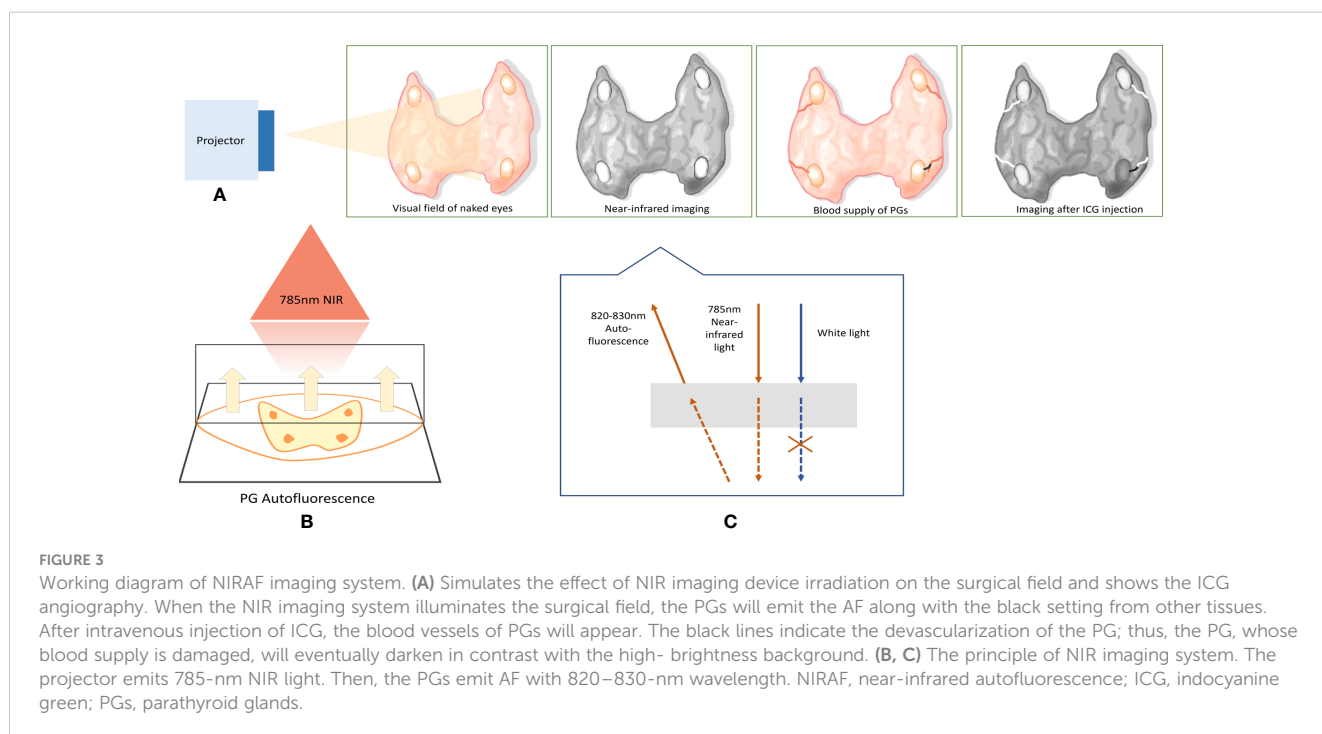 Projector
A
Visual field of naked eyes
Near-infrared imaging
Blood supply of PGs
Imaging after ICG injection
785nm NIR
PG Autofluorescence
B
820-830nm
Auto-
fluorescence
785nm
Near-
infrared
light
White light
C
FIGURE 3
Working diagram of NIRAF imaging system. (A) Simulates the effect of NIR imaging device irradiation on the surgical field and shows the ICG
angiography. When the NIR imaging system illuminates the surgical field, the PGs will emit the AF along with the black setting from other tissues.
After intravenous injection of ICG, the blood vessels of PGs will appear. The black lines indicate the devascularization of the PG; thus, the PG, whose
blood supply is damaged, will eventually darken in contrast with the high- brightness background. (B, C) The principle of NIR imaging system. The
projector emits 785-nm NIR light. Then, the PGs emit AF with 820–830-nm wavelength. NIRAF, near-infrared autofluorescence; ICG, indocyanine
green; PGs, parathyroid glands.